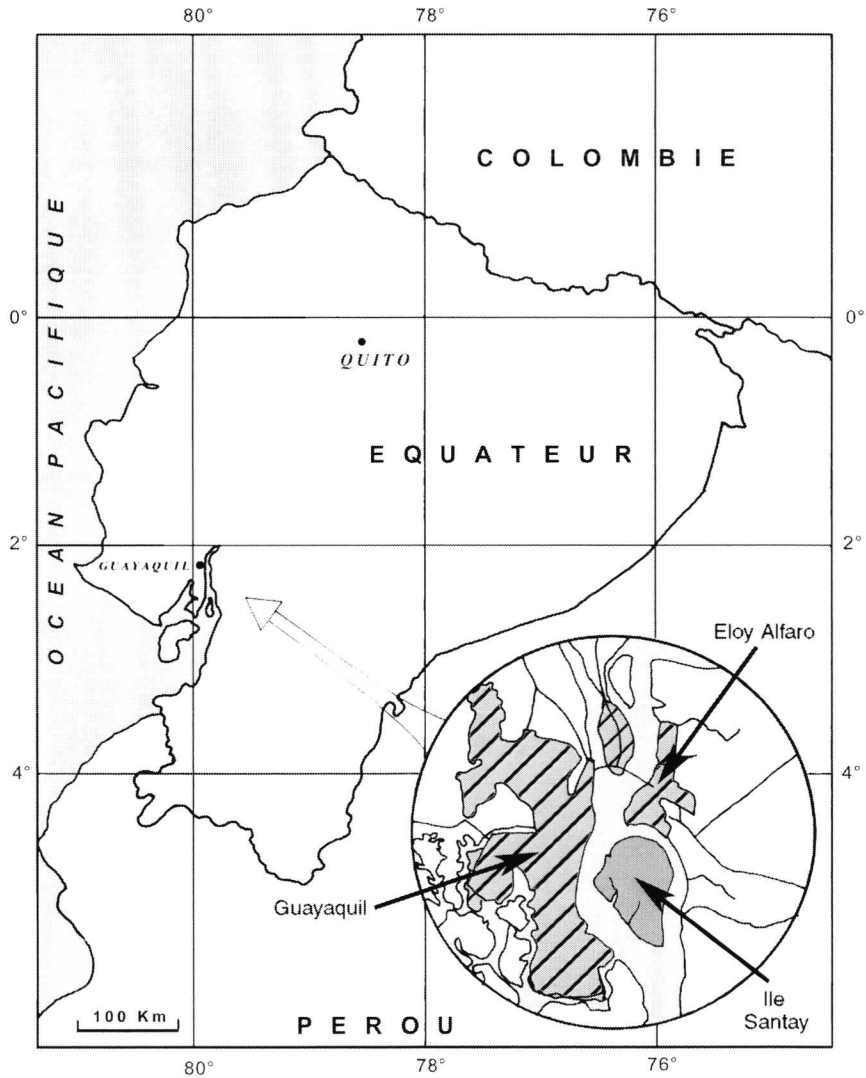 80°
78°
76°
COLOMBIE
OCEAN PACIFIQUE
0°
0°
QUITO
EQUATEUR
2°
GUAYAQUIL
Eloy Alfaro
4°
4°
Guayaquil
Ile
Santay
100 Km
PEROU
80°
78°
76°